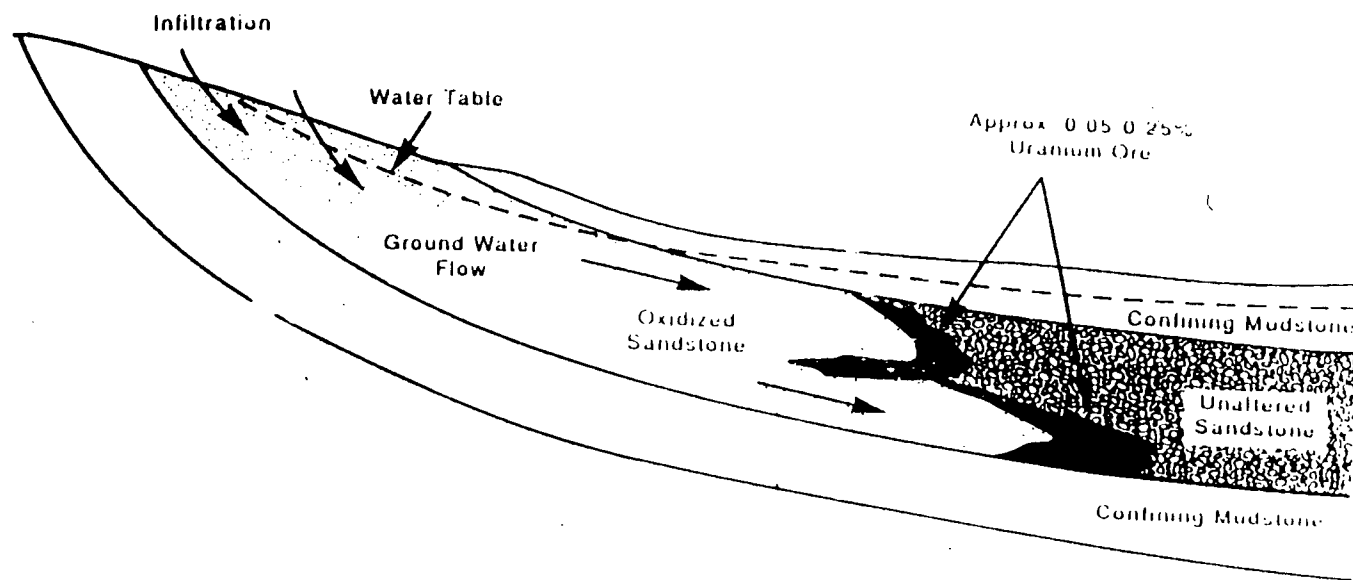 Infiltration
Water Table
Approx. 0.05-0.25%
Uranium Ore
Ground Water
Flow
Oxidized
Sandstone
Confining Mudstone
Unaltered
Sandstone
Confining Mudstone